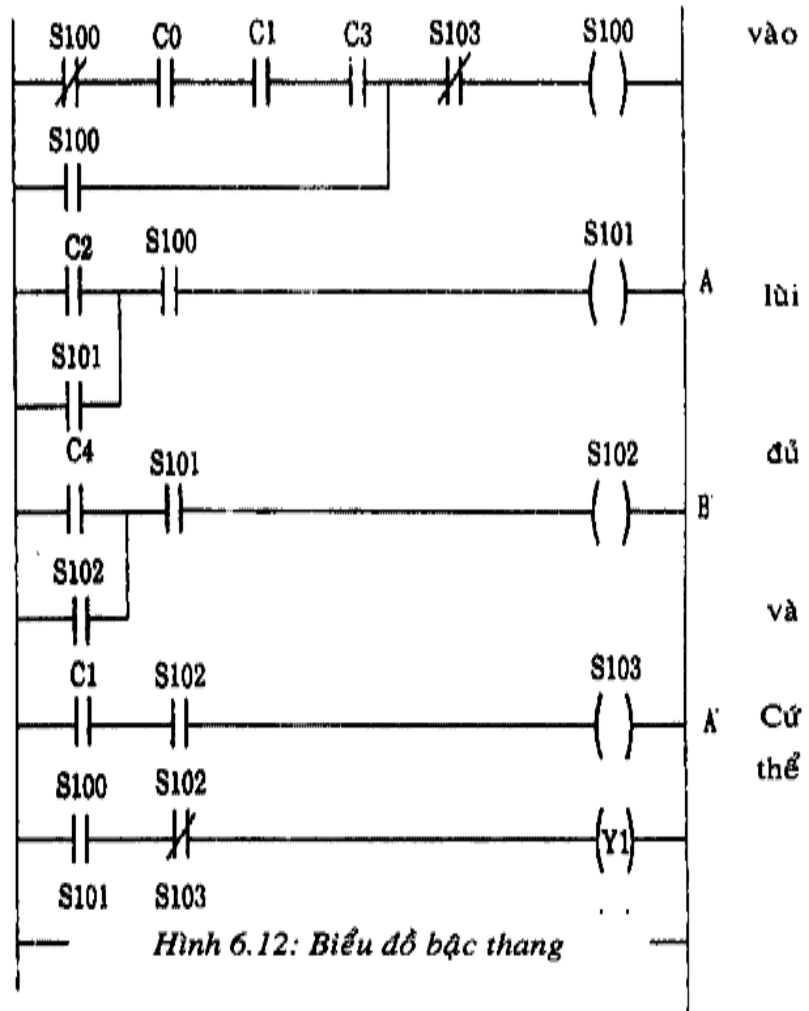 S100 C0 C1 C3 S103 S100 vào
S100
C2 S100 S101 A lùi
S101
C4 S101 S102 B đủ
S102 và
C1 S102 S103 A' Cứ
thể
S100 S102
Y1
S101 S103
Hình 6.12: Biểu đồ bậc thang